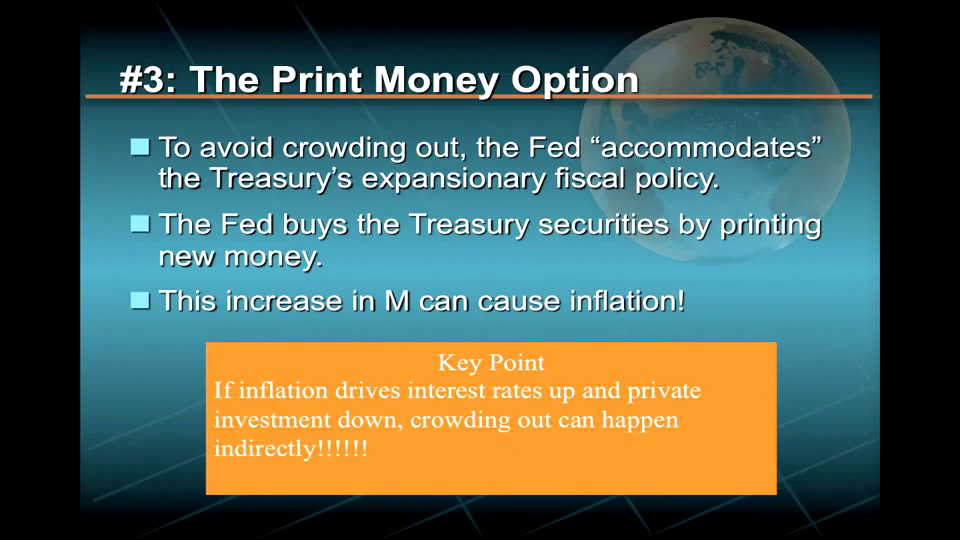 #3: The Print Money Option
To avoid crowding out, the Fed “accommodates”
the Treasury’s expansionary fiscal policy.
The Fed buys the Treasury securities by printing
new money.
This increase in M can cause inflation!
Key Point
If inflation drives interest rates up and private
investment down, crowding out can happen
indirectly!!!!!!